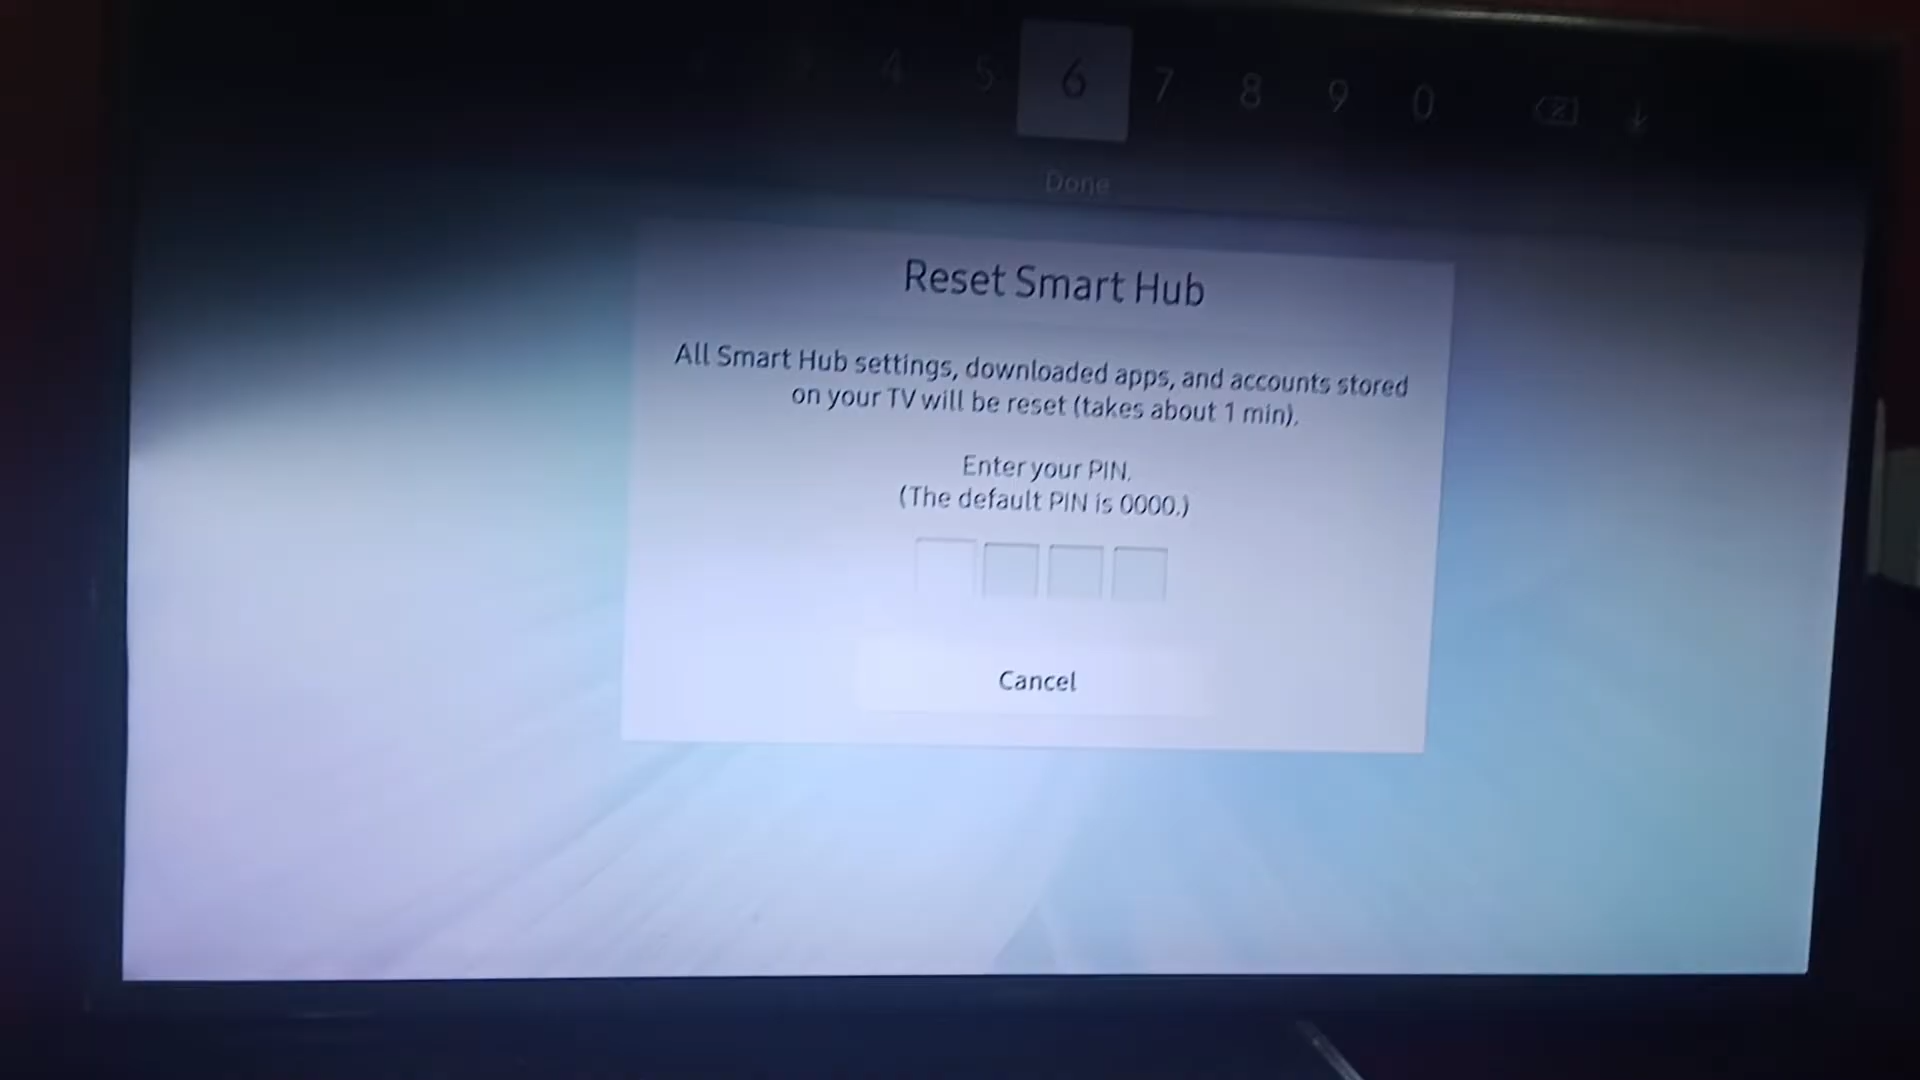 4 5 6 7 8 9 0
Done
Reset Smart Hub
All Smart Hub settings, downloaded apps, and accounts stored
on your TV will be reset (takes about 1 min).
Enter your PIN.
(The default PIN is 0000.)
Cancel